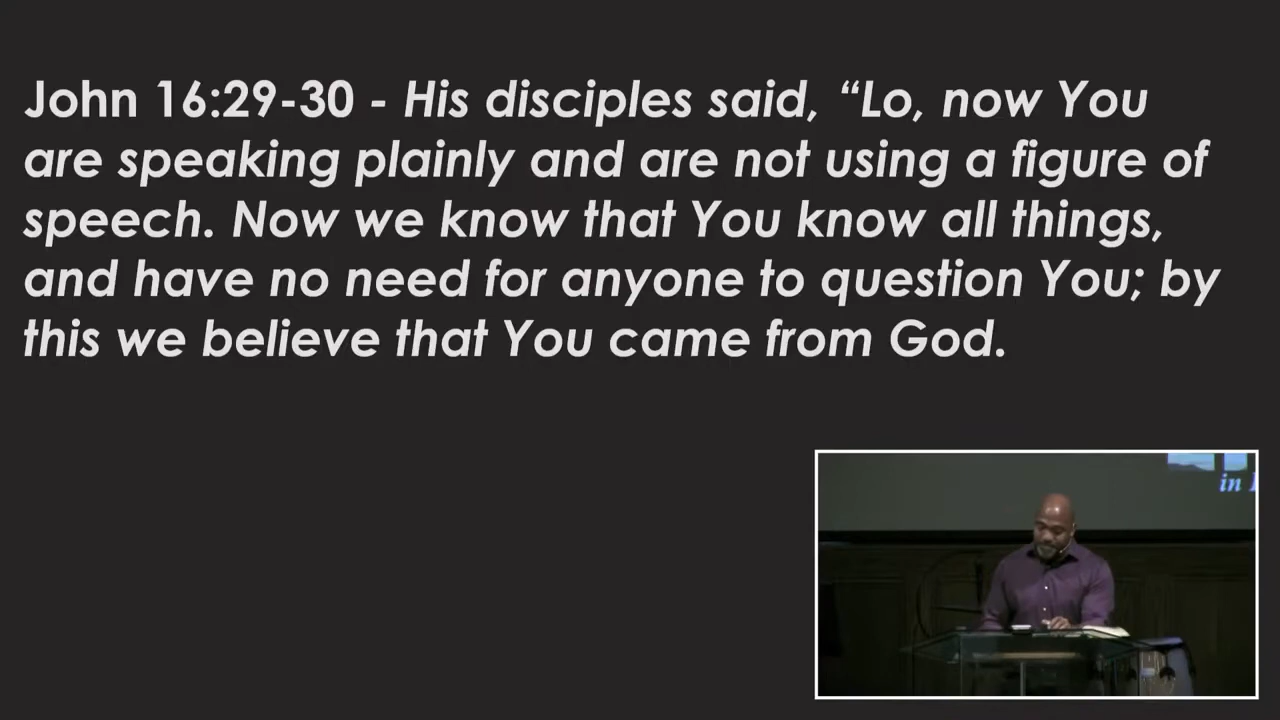 John 16:29-30 - His disciples said, “Lo, now You
are speaking plainly and are not using a figure of
speech. Now we know that You know all things,
and have no need for anyone to question You; by
this we believe that You came from God.
in